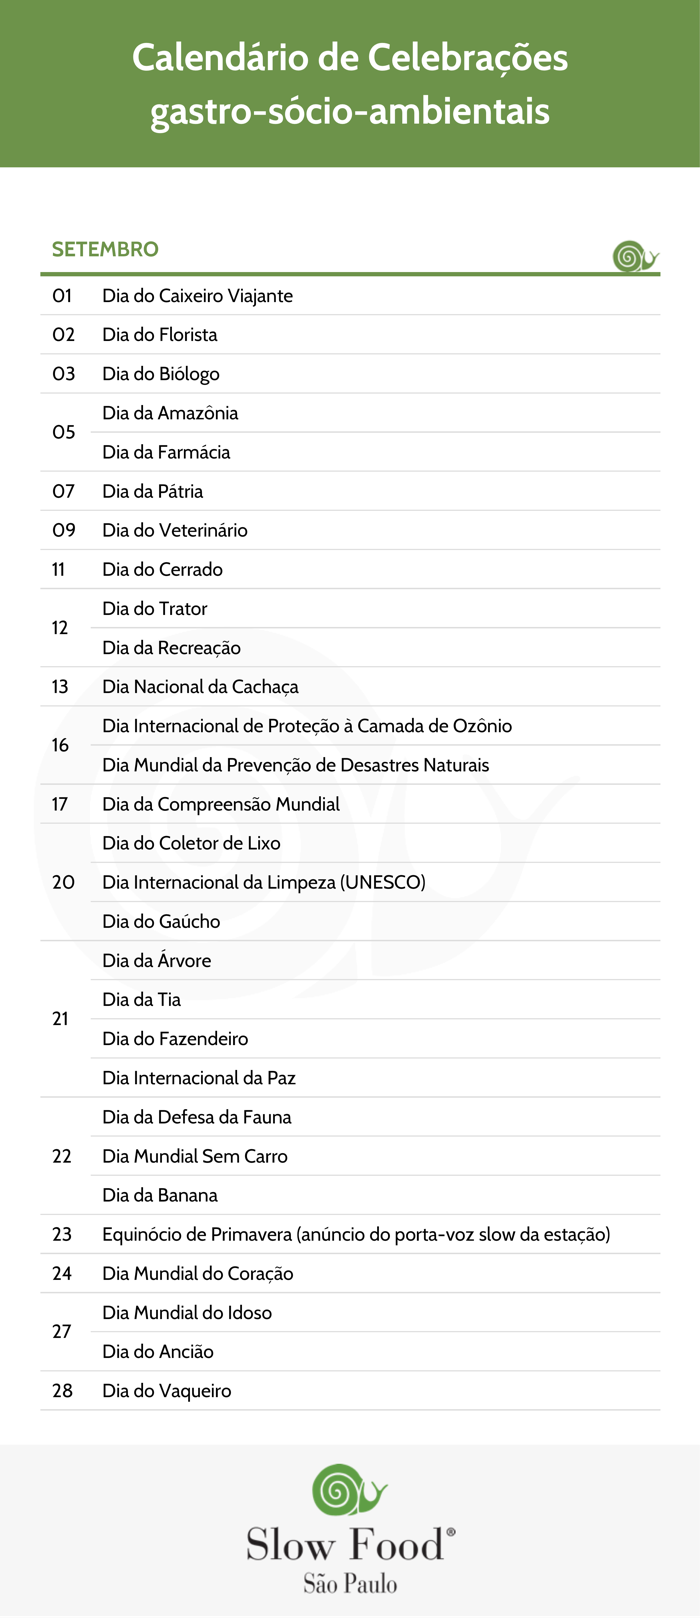 Calendário de Celebrações
gastro-sócio-ambientais
SETEMBRO
01 Dia do Caixeiro Viajante
02 Dia do Florista
03 Dia do Biólogo
05 Dia da Amazônia
Dia da Farmácia
07 Dia da Pátria
09 Dia do Veterinário
11 Dia do Cerrado
12 Dia do Trator
Dia da Recreação
13 Dia Nacional da Cachaça
16 Dia Internacional de Proteção à Camada de Ozônio
Dia Mundial da Prevenção de Desastres Naturais
17 Dia da Compreensão Mundial
Dia do Coletor de Lixo
20 Dia Internacional da Limpeza (UNESCO)
Dia do Gaúcho
21 Dia da Árvore
Dia da Tia
Dia do Fazendeiro
Dia Internacional da Paz
Dia da Defesa da Fauna
22 Dia Mundial Sem Carro
Dia da Banana
23 Equinócio de Primavera (anúncio do porta-voz slow da estação)
24 Dia Mundial do Coração
27 Dia Mundial do Idoso
Dia do Ancião
28 Dia do Vaqueiro
Slow Food®
São Paulo